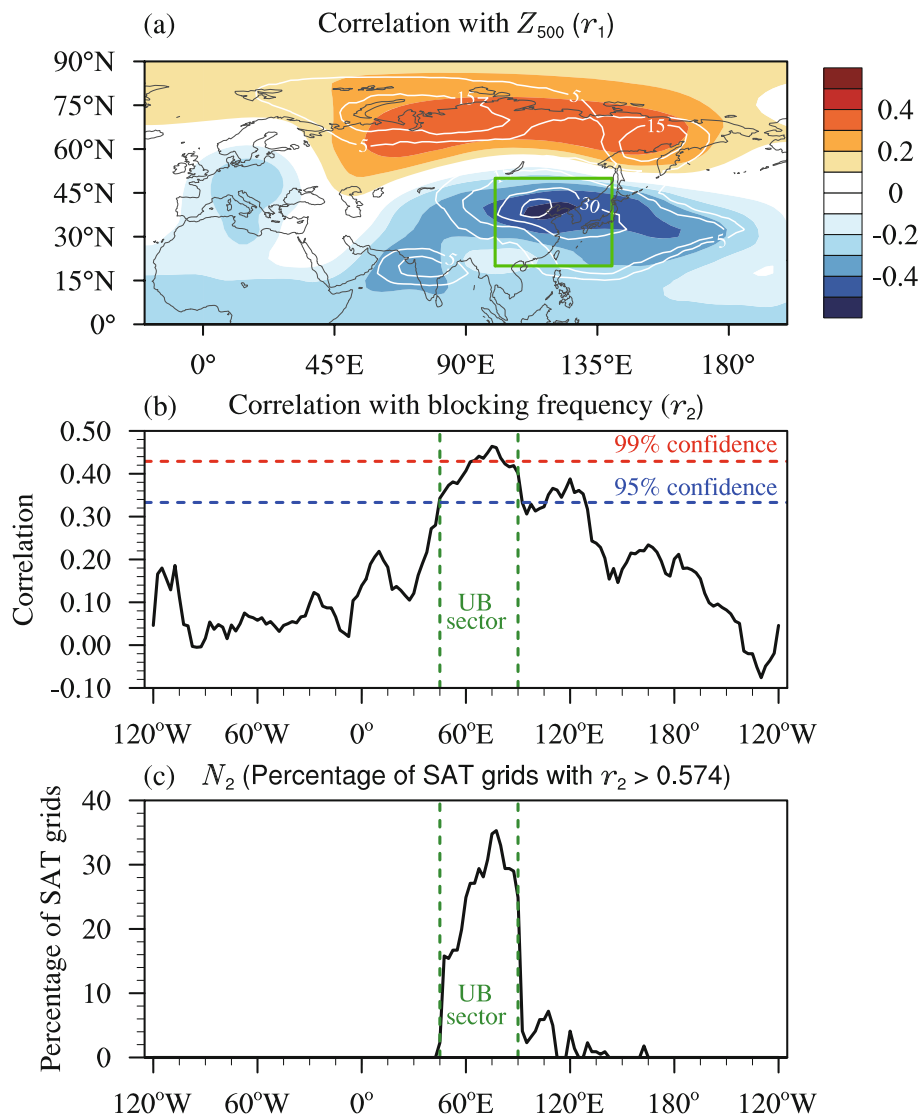 (a) Correlation with Z500 (r1)
90°N
75°N
60°N
45°N
30°N
15°N
0°
0° 45°E 90°E 135°E 180°
15
5
15
5
30
5
5
0.4
0.2
0
-0.2
-0.4
(b) Correlation with blocking frequency (r2)
Correlation
0.50
0.40
0.30
0.20
0.10
0.00
-0.10
99% confidence
95% confidence
UB
sector
120°W 60°W 0° 60°E 120°E 180° 120°W
(c) N2 (Percentage of SAT grids with r2 > 0.574)
Percentage of SAT grids
40
30
20
10
0
UB
sector
120°W 60°W 0° 60°E 120°E 180° 120°W